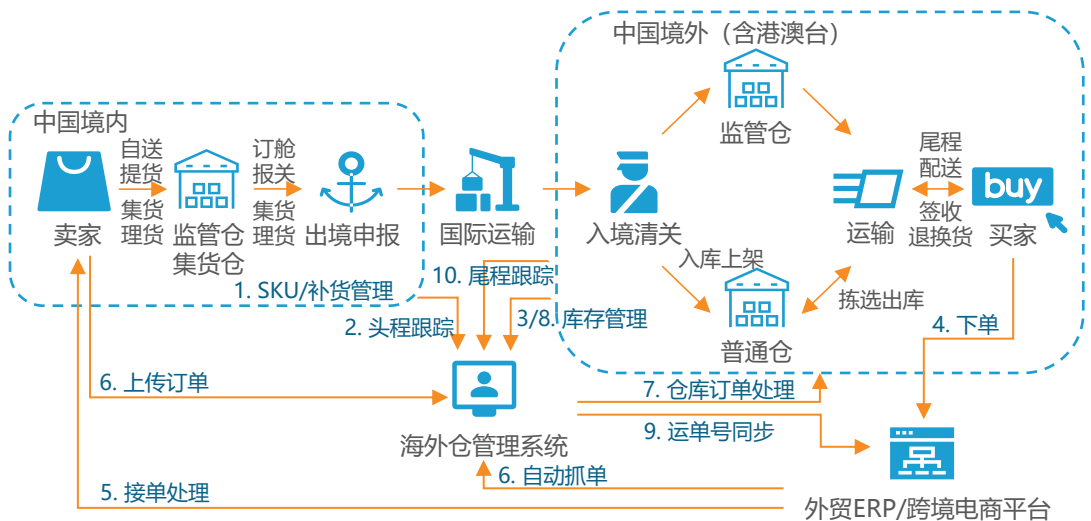 中国境外（含港澳台）
监管仓
中国境内
自送
提货
集货
理货
订舱
报关
集货
理货
尾程
配送
签收
退换货
buy
卖家
监管仓
集货仓
出境申报
国际运输
入境清关
运输
买家
入库上架
拣选出库
普通仓
1. SKU/补货管理
10. 尾程跟踪
2. 头程跟踪
3/8. 库存管理
4. 下单
6. 上传订单
7. 仓库订单处理
9. 运单号同步
海外仓管理系统
6. 自动抓单
5. 接单处理
外贸ERP/跨境电商平台